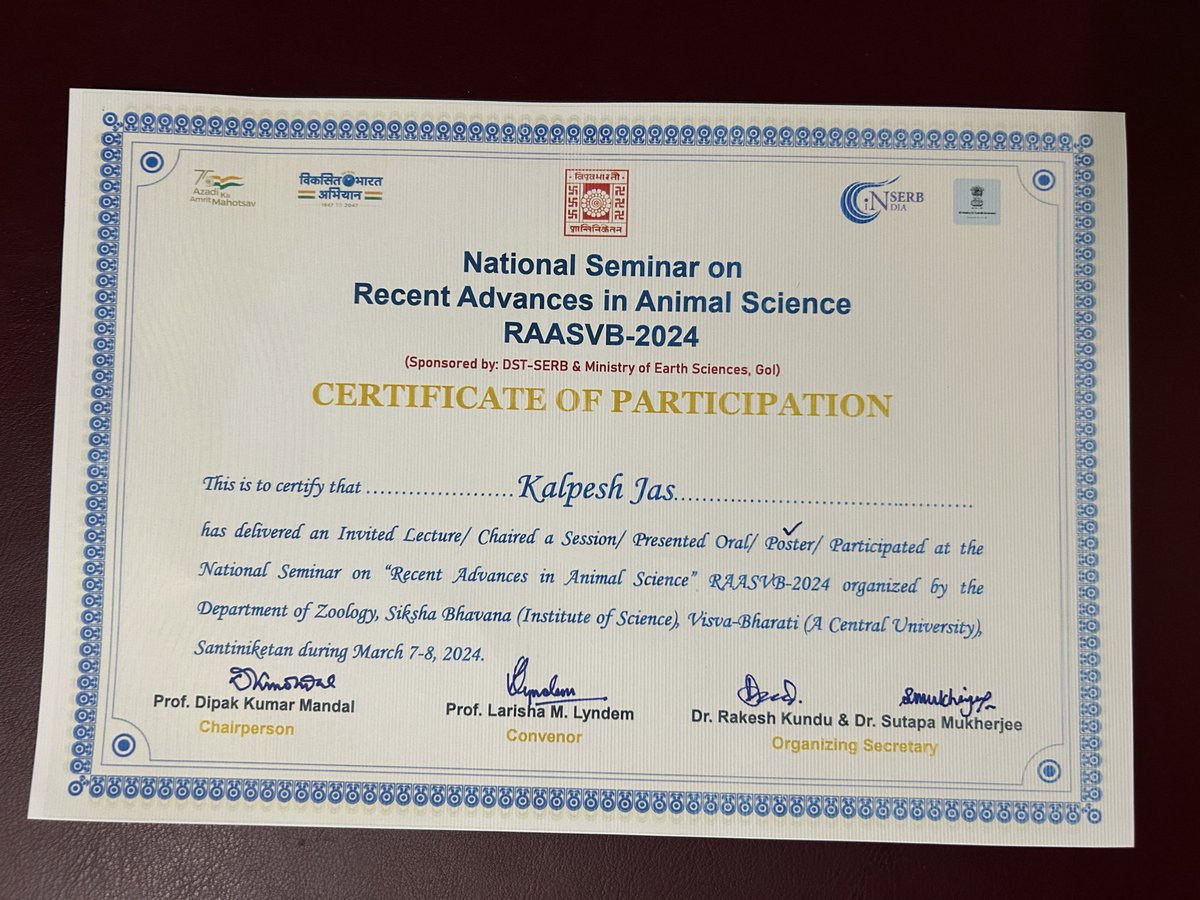 75
Azadi Ka
Amrit Mahotsav
विकसित भारत
अभियान
1947 TO 2047
विश्वभारती
SERB
INDIA
National Seminar on
Recent Advances in Animal Science
RAASVB-2024
(Sponsored by: DST-SERB & Ministry of Earth Sciences, GoI)
CERTIFICATE OF PARTICIPATION
This is to certify that ..................... Kalpesh Jas..........................................
has delivered an Invited Lecture/ Chaired a Session/ Presented Oral/ Poster/ Participated at the
National Seminar on “Recent Advances in Animal Science” RAASVB-2024 organized by the
Department of Zoology, Siksha Bhavana (Institute of Science), Visva-Bharati (A Central University),
Santiniketan during March 7-8, 2024.
Prof. Dipak Kumar Mandal
Chairperson
Prof. Larisha M. Lyndem
Convenor
Dr. Rakesh Kundu & Dr. Sutapa Mukherjee
Organizing Secretary